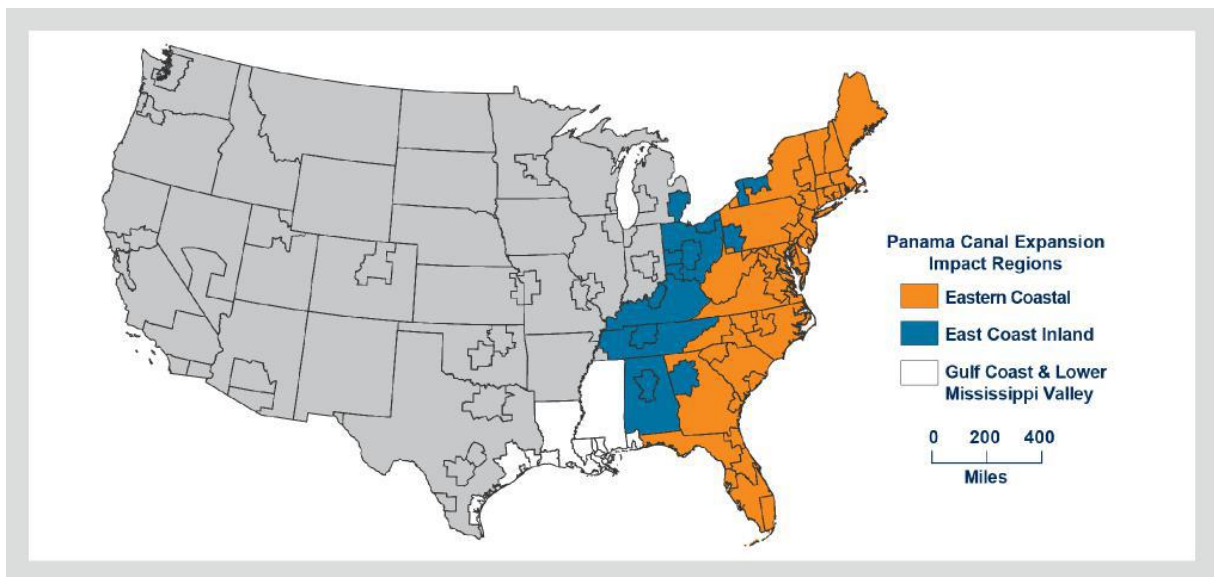 Panama Canal Expansion
Impact Regions
Eastern Coastal
East Coast Inland
Gulf Coast & Lower
Mississippi Valley
0 200 400
Miles